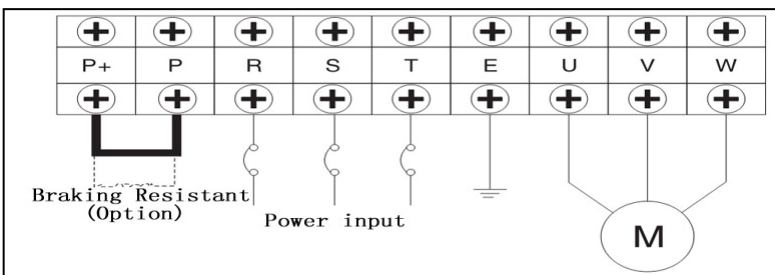 P+ P R S T E U V W
Braking Resistant
(Option)
Power input
M